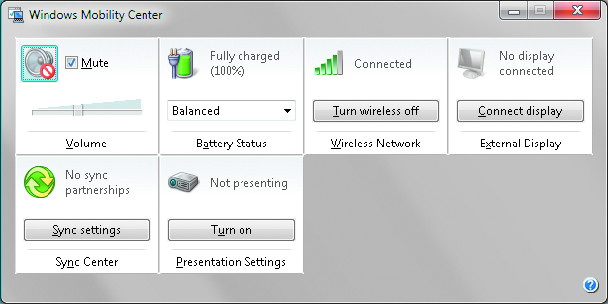 Windows Mobility Center
Mute
Volume
Fully charged
(100%)
Balanced
Battery Status
Connected
Turn wireless off
Wireless Network
No display
connected
Connect display
External Display
No sync
partnerships
Sync settings
Sync Center
Not presenting
Turn on
Presentation Settings